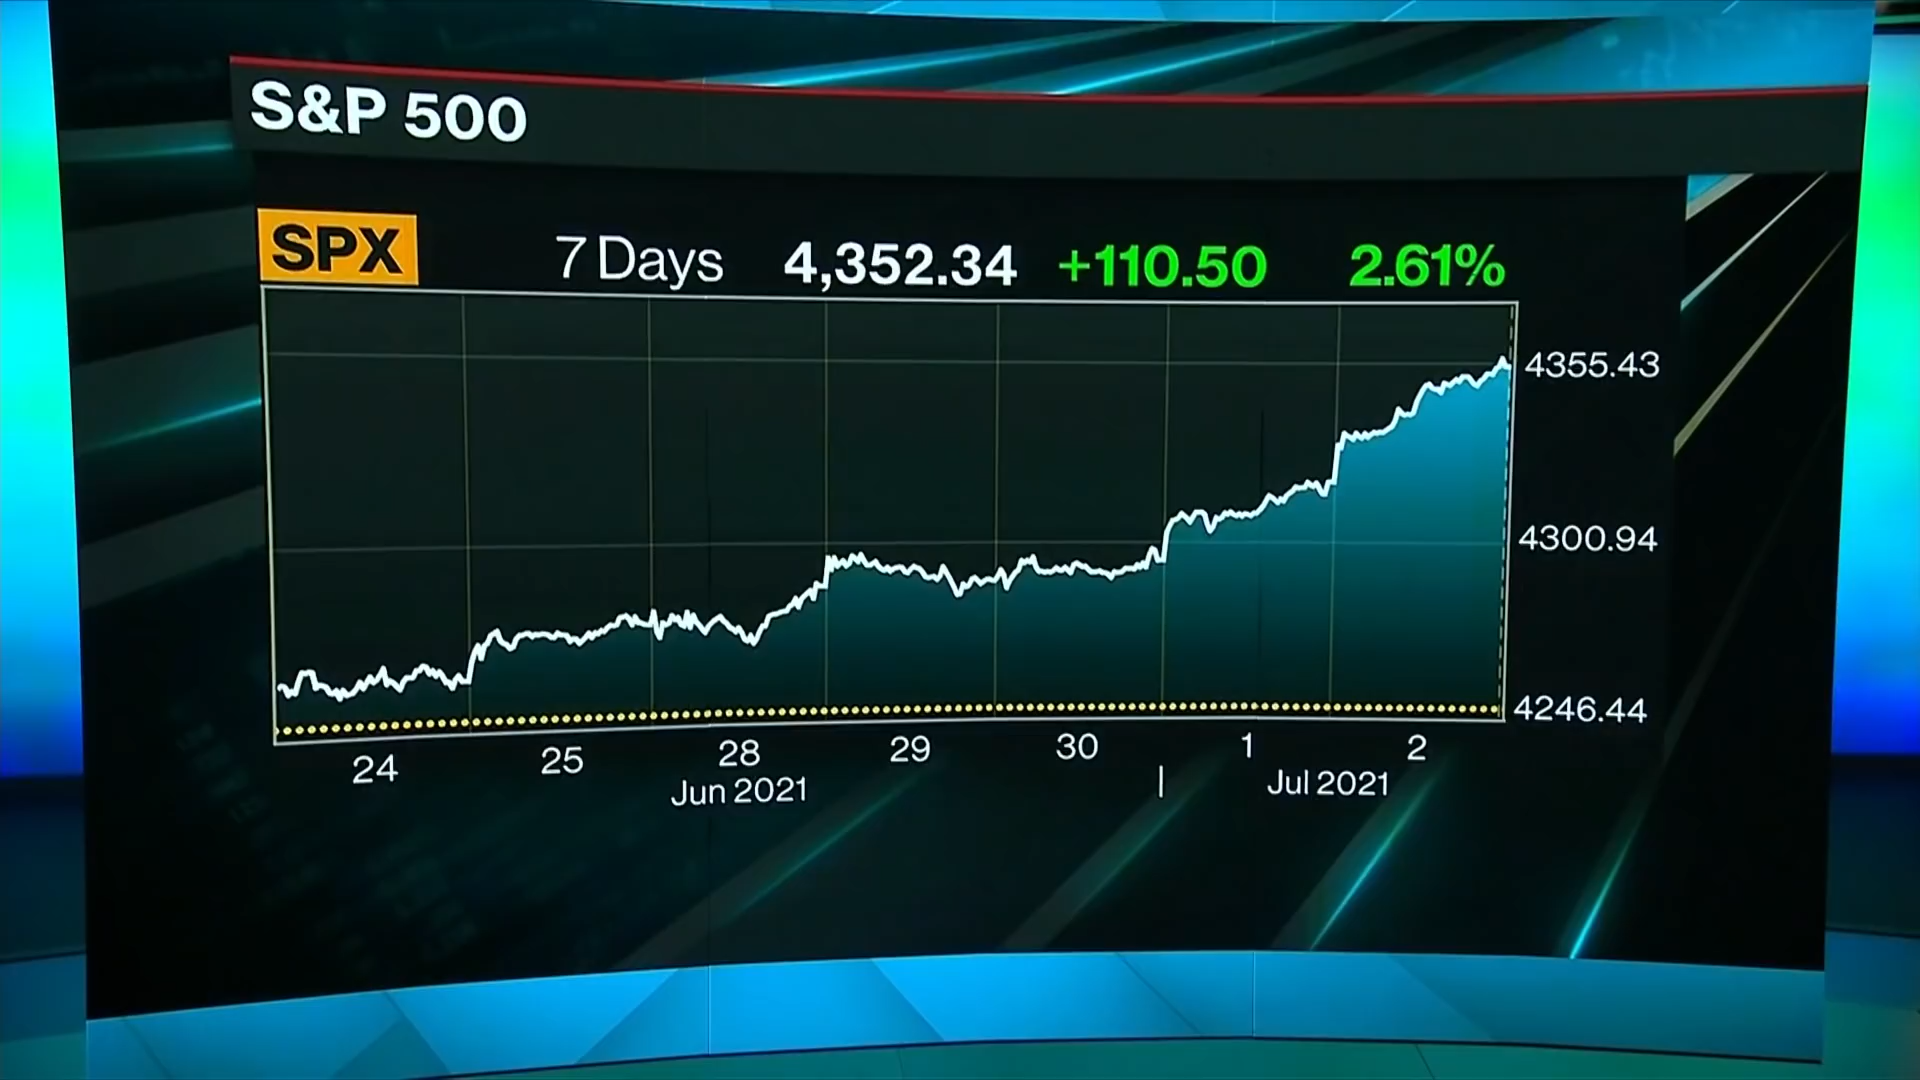 S&P 500
SPX 7 Days 4,352.34 +110.50 2.61%
4355.43
4300.94
4246.44
24 25 28 29 30 1 2
Jun 2021 | Jul 2021